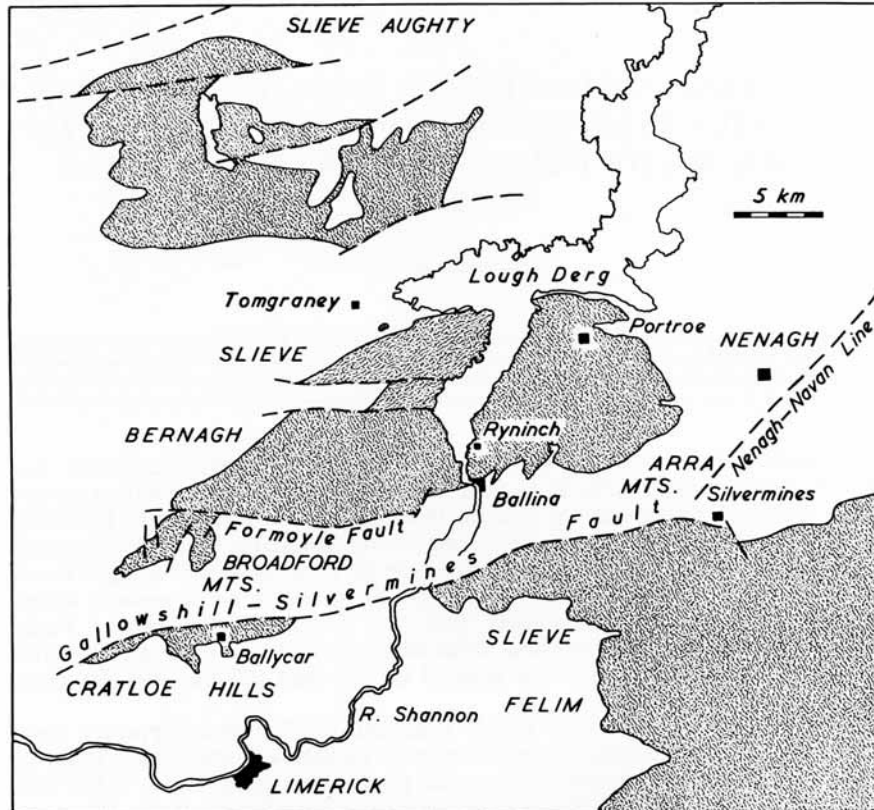 SLIEVE AUGHTY
5 km
Lough Derg
Tomgraney
Portroe
NENAGH
SLIEVE
Nenagh-Navan Line
BERNAGH
Ryninch
ARRA
MTS.
Silvermines
Ballina
Formoyle Fault
BROADFORD
MTS.
Gallowshill-Silvermines Fault
Ballycar
SLIEVE
CRATLOE HILLS
FELIM
R. Shannon
LIMERICK